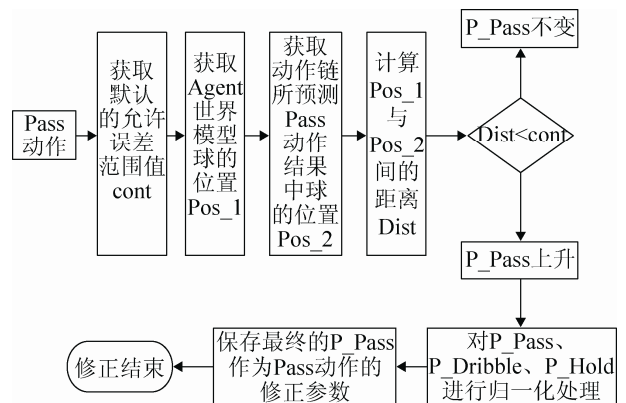 Pass
动作
获取
默认
的允许
误差
范围值
cont
获取
Agent
世界
模型
球的
位置
Pos_1
获取
动作链
所预测
Pass
动作
结果
中球
的位置
Pos_2
计算
Pos_1
与
Pos_2
间的
距离
Dist
P_Pass不变
Dist<cont
P_Pass上升
对P_Pass、
P_Dribble、P_Hold
进行归一化处理
保存最终的P_Pass
作为Pass动作的
修正参数
修正结束